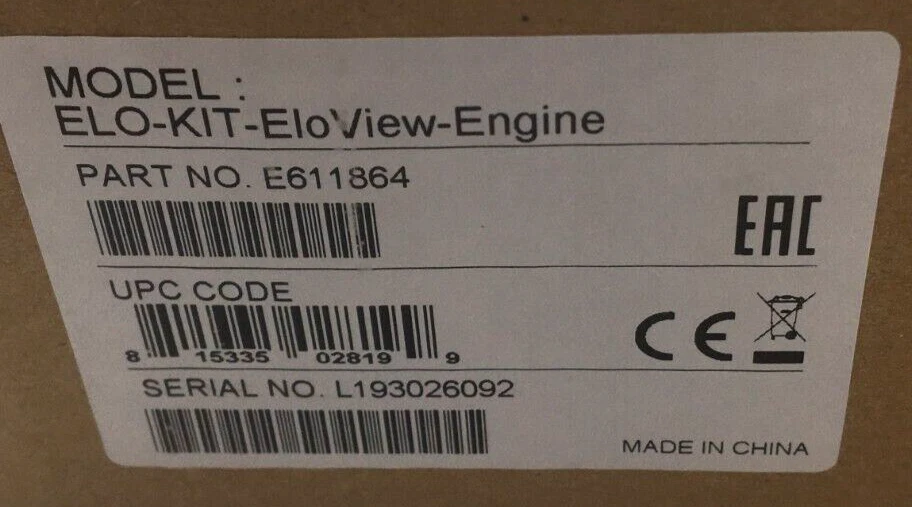 MODEL :
ELO-KIT-EloView-Engine
PART NO. E611864
EAC
UPC CODE
8 15335 02819 9
CE
SERIAL NO. L193026092
MADE IN CHINA